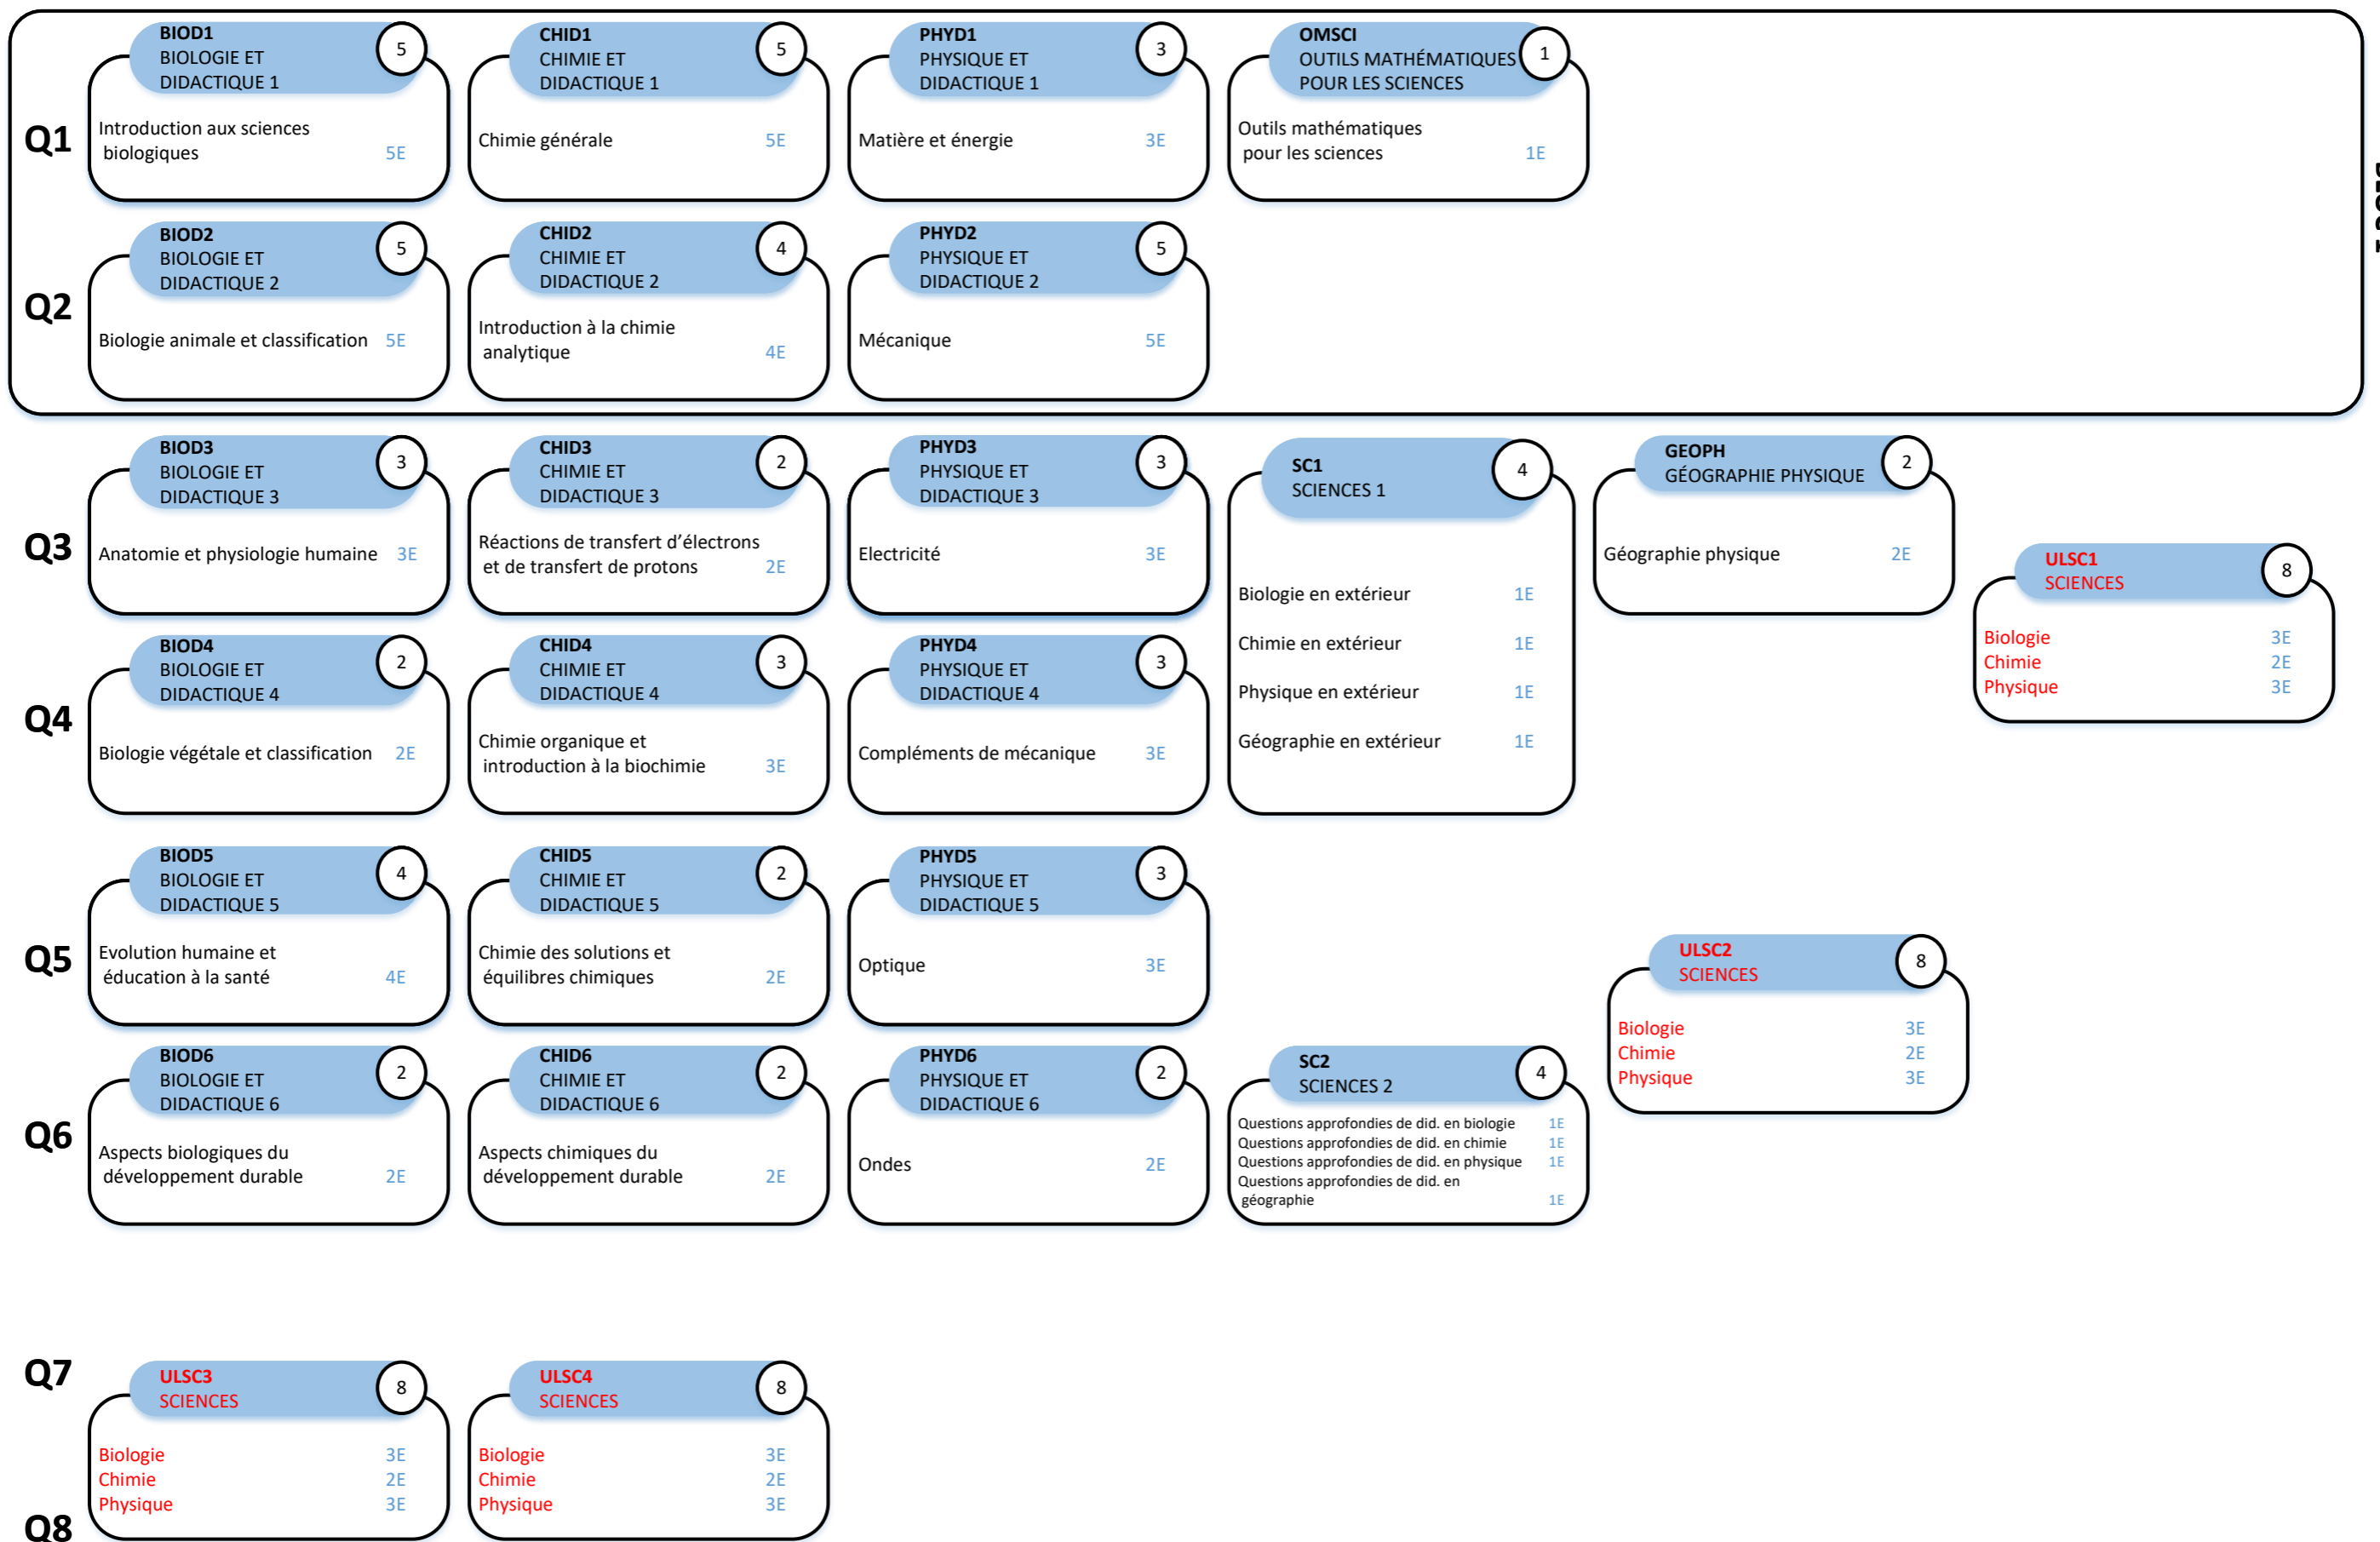 Q1
BIOD1
BIOLOGIE ET
DIDACTIQUE 1
5
Introduction aux sciences
biologiques 5E
CHID1
CHIMIE ET
DIDACTIQUE 1
5
Chimie générale 5E
PHYD1
PHYSIQUE ET
DIDACTIQUE 1
3
Matière et énergie 3E
OMSCI
OUTILS MATHÉMATIQUES
POUR LES SCIENCES
1
Outils mathématiques
pour les sciences 1E
Q2
BIOD2
BIOLOGIE ET
DIDACTIQUE 2
5
Biologie animale et classification 5E
CHID2
CHIMIE ET
DIDACTIQUE 2
4
Introduction à la chimie
analytique 4E
PHYD2
PHYSIQUE ET
DIDACTIQUE 2
5
Mécanique 5E
Q3
BIOD3
BIOLOGIE ET
DIDACTIQUE 3
3
Anatomie et physiologie humaine 3E
CHID3
CHIMIE ET
DIDACTIQUE 3
2
Réactions de transfert d’électrons
et de transfert de protons 2E
PHYD3
PHYSIQUE ET
DIDACTIQUE 3
3
Electricité 3E
SC1
SCIENCES 1
4
Biologie en extérieur 1E
Chimie en extérieur 1E
Physique en extérieur 1E
Géographie en extérieur 1E
GEOPH
GÉOGRAPHIE PHYSIQUE
2
Géographie physique 2E
ULSC1
SCIENCES
8
Biologie 3E
Chimie 2E
Physique 3E
Q4
BIOD4
BIOLOGIE ET
DIDACTIQUE 4
2
Biologie végétale et classification 2E
CHID4
CHIMIE ET
DIDACTIQUE 4
3
Chimie organique et
introduction à la biochimie 3E
PHYD4
PHYSIQUE ET
DIDACTIQUE 4
3
Compléments de mécanique 3E
Q5
BIOD5
BIOLOGIE ET
DIDACTIQUE 5
4
Evolution humaine et
éducation à la santé 4E
CHID5
CHIMIE ET
DIDACTIQUE 5
2
Chimie des solutions et
équilibres chimiques 2E
PHYD5
PHYSIQUE ET
DIDACTIQUE 5
3
Optique 3E
ULSC2
SCIENCES
8
Biologie 3E
Chimie 2E
Physique 3E
Q6
BIOD6
BIOLOGIE ET
DIDACTIQUE 6
2
Aspects biologiques du
développement durable 2E
CHID6
CHIMIE ET
DIDACTIQUE 6
2
Aspects chimiques du
développement durable 2E
PHYD6
PHYSIQUE ET
DIDACTIQUE 6
2
Ondes 2E
SC2
SCIENCES 2
4
Questions approfondies de did. en biologie 1E
Questions approfondies de did. en chimie 1E
Questions approfondies de did. en physique 1E
Questions approfondies de did. en
géographie 1E
Q7
ULSC3
SCIENCES
8
Biologie 3E
Chimie 2E
Physique 3E
ULSC4
SCIENCES
8
Biologie 3E
Chimie 2E
Physique 3E
Q8